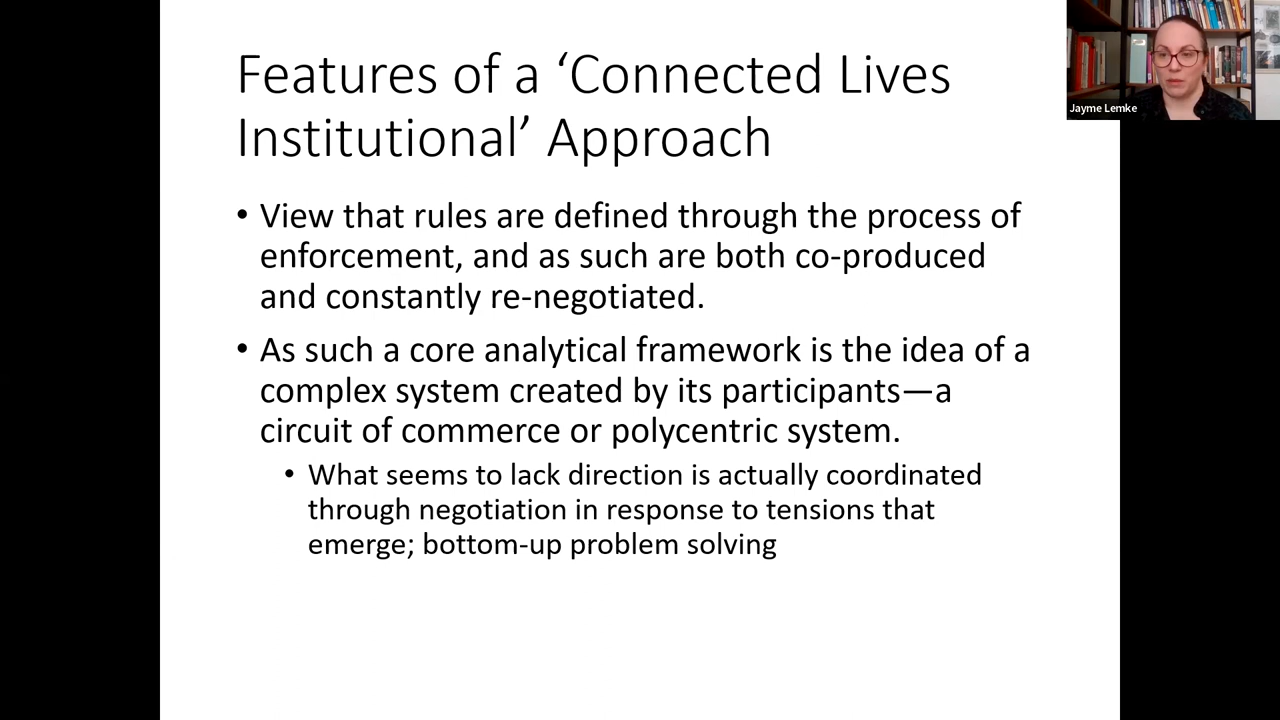 Features of a ‘Connected Lives
Institutional’ Approach
• View that rules are defined through the process of
enforcement, and as such are both co-produced
and constantly re-negotiated.
• As such a core analytical framework is the idea of a
complex system created by its participants—a
circuit of commerce or polycentric system.
• What seems to lack direction is actually coordinated
through negotiation in response to tensions that
emerge; bottom-up problem solving
Jayme Lemke